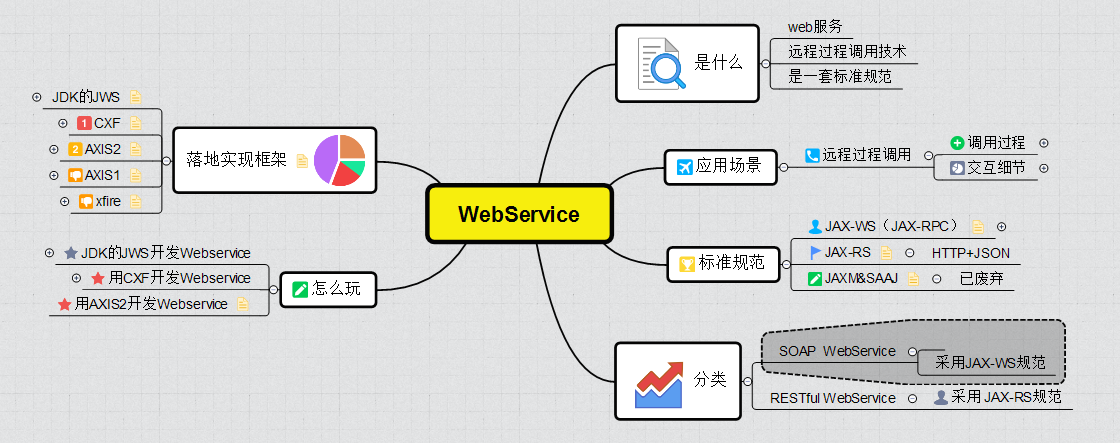 WebService
是什么
web服务
远程过程调用技术
是一套标准规范
应用场景
远程过程调用
调用过程
交互细节
标准规范
JAX-WS（JAX-RPC）
JAX-RS
HTTP+JSON
JAXM&SAAJ
已废弃
分类
SOAP WebService
采用JAX-WS规范
RESTful WebService
采用 JAX-RS规范
落地实现框架
JDK的JWS
1 CXF
2 AXIS2
AXIS1
xfire
怎么玩
JDK的JWS开发Webservice
用CXF开发Webservice
用AXIS2开发Webservice